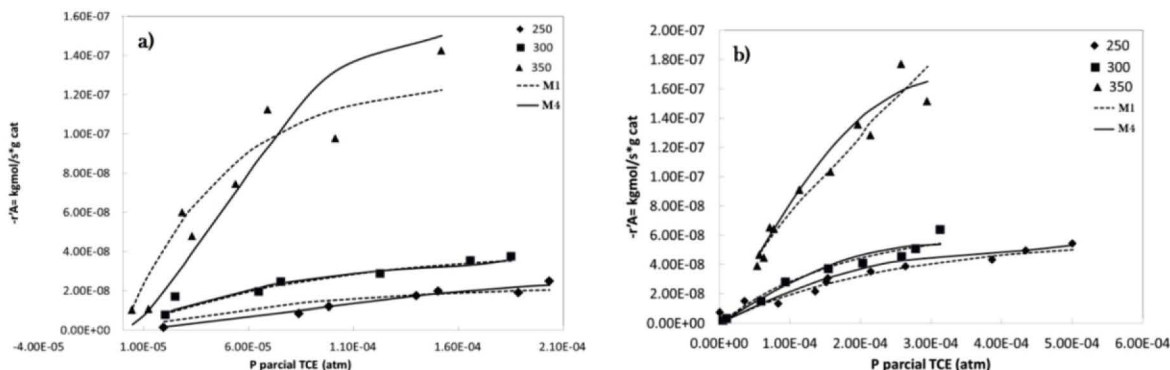 1.60E-07
1.40E-07
1.20E-07
1.00E-07
8.00E-08
6.00E-08
4.00E-08
2.00E-08
0.00E+00
-r'A= kgmol/s*g cat
a)
250
300
350
M1
M4
-4.00E-05 1.00E-05 6.00E-05 1.10E-04 1.60E-04 2.10E-04
P parcial TCE (atm)
2.00E-07
1.80E-07
1.60E-07
1.40E-07
1.20E-07
1.00E-07
8.00E-08
6.00E-08
4.00E-08
2.00E-08
0.00E+00
-r'A= kgmol/s*g cat
b)
250
300
350
M1
M4
0.00E+00 1.00E-04 2.00E-04 3.00E-04 4.00E-04 5.00E-04 6.00E-04
P parcial TCE (atm)